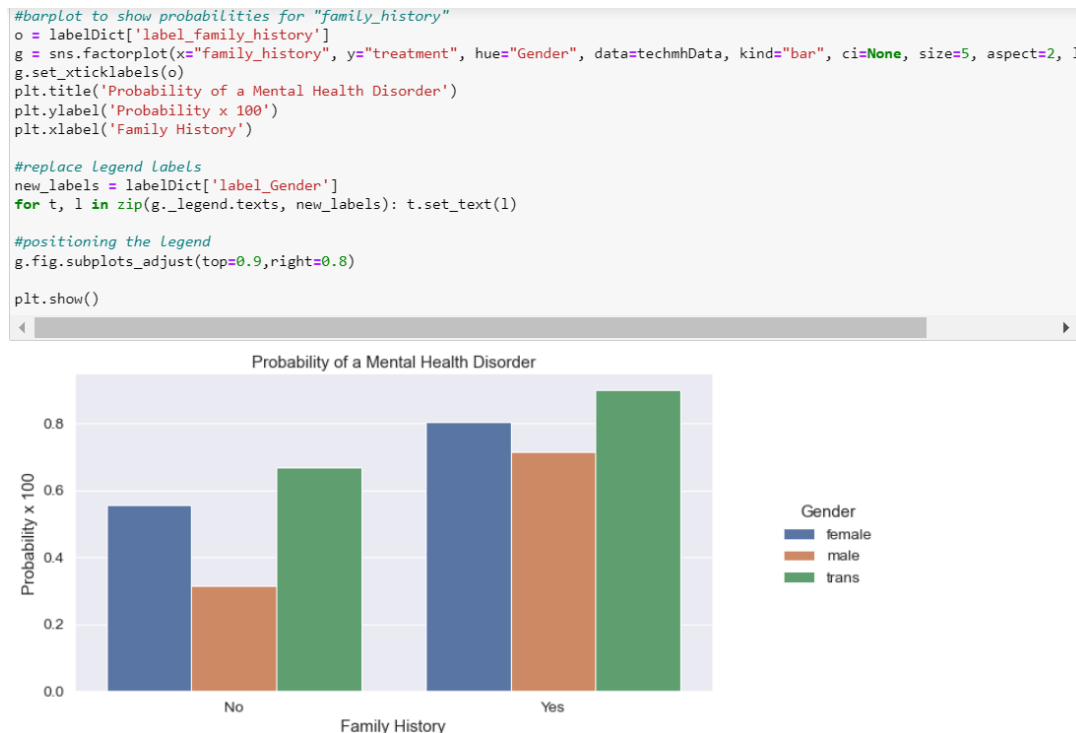 #barplot to show probabilities for "family_history"
o = labelDict['label_family_history']
g = sns.factorplot(x="family_history", y="treatment", hue="Gender", data=techmhData, kind="bar", ci=None, size=5, aspect=2,
g.set_xticklabels(o)
plt.title('Probability of a Mental Health Disorder')
plt.ylabel('Probability x 100')
plt.xlabel('Family History')
#replace legend labels
new_labels = labelDict['label_Gender']
for t, l in zip(g._legend.texts, new_labels): t.set_text(l)
#positioning the legend
g.fig.subplots_adjust(top=0.9,right=0.8)
plt.show()
Probability of a Mental Health Disorder
Probability x 100
0.8
0.6
0.4
0.2
0.0
No
Yes
Family History
Gender
female
male
trans